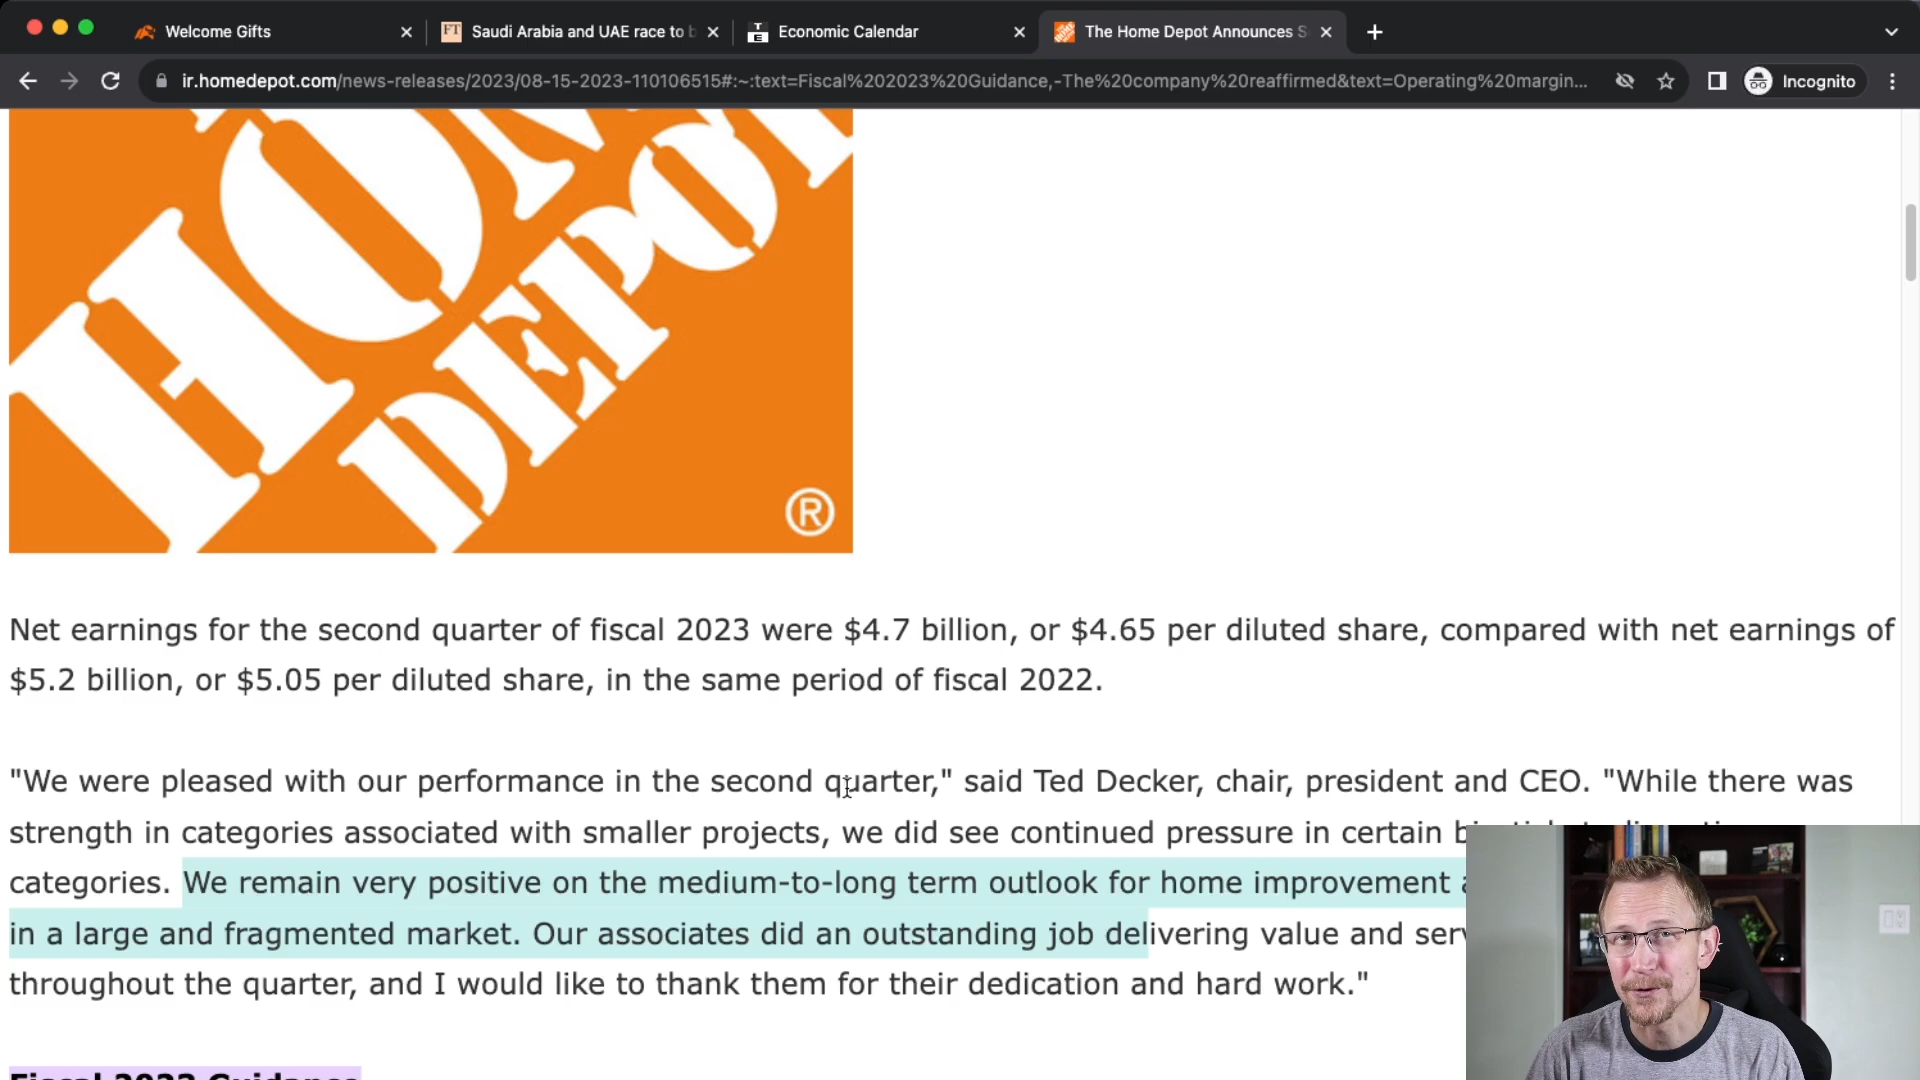 Welcome Gifts
FT
Saudi Arabia and UAE race to b
TE
Economic Calendar
The Home Depot Announces S
ir.homedepot.com/news-releases/2023/08-15-2023-110106515#:~:text=Fiscal%202023%20Guidance,-The%20company%20reaffirmed&text=Operating%20margin...
Incognito
HOM
DEPOT
®
Net earnings for the second quarter of fiscal 2023 were $4.7 billion, or $4.65 per diluted share, compared with net earnings of
$5.2 billion, or $5.05 per diluted share, in the same period of fiscal 2022.
"We were pleased with our performance in the second quarter," said Ted Decker, chair, president and CEO. "While there was
strength in categories associated with smaller projects, we did see continued pressure in certain
categories. We remain very positive on the medium-to-long term outlook for home improvement
in a large and fragmented market. Our associates did an outstanding job delivering value and
throughout the quarter, and I would like to thank them for their dedication and hard work."
Fiscal 2023 Guidance